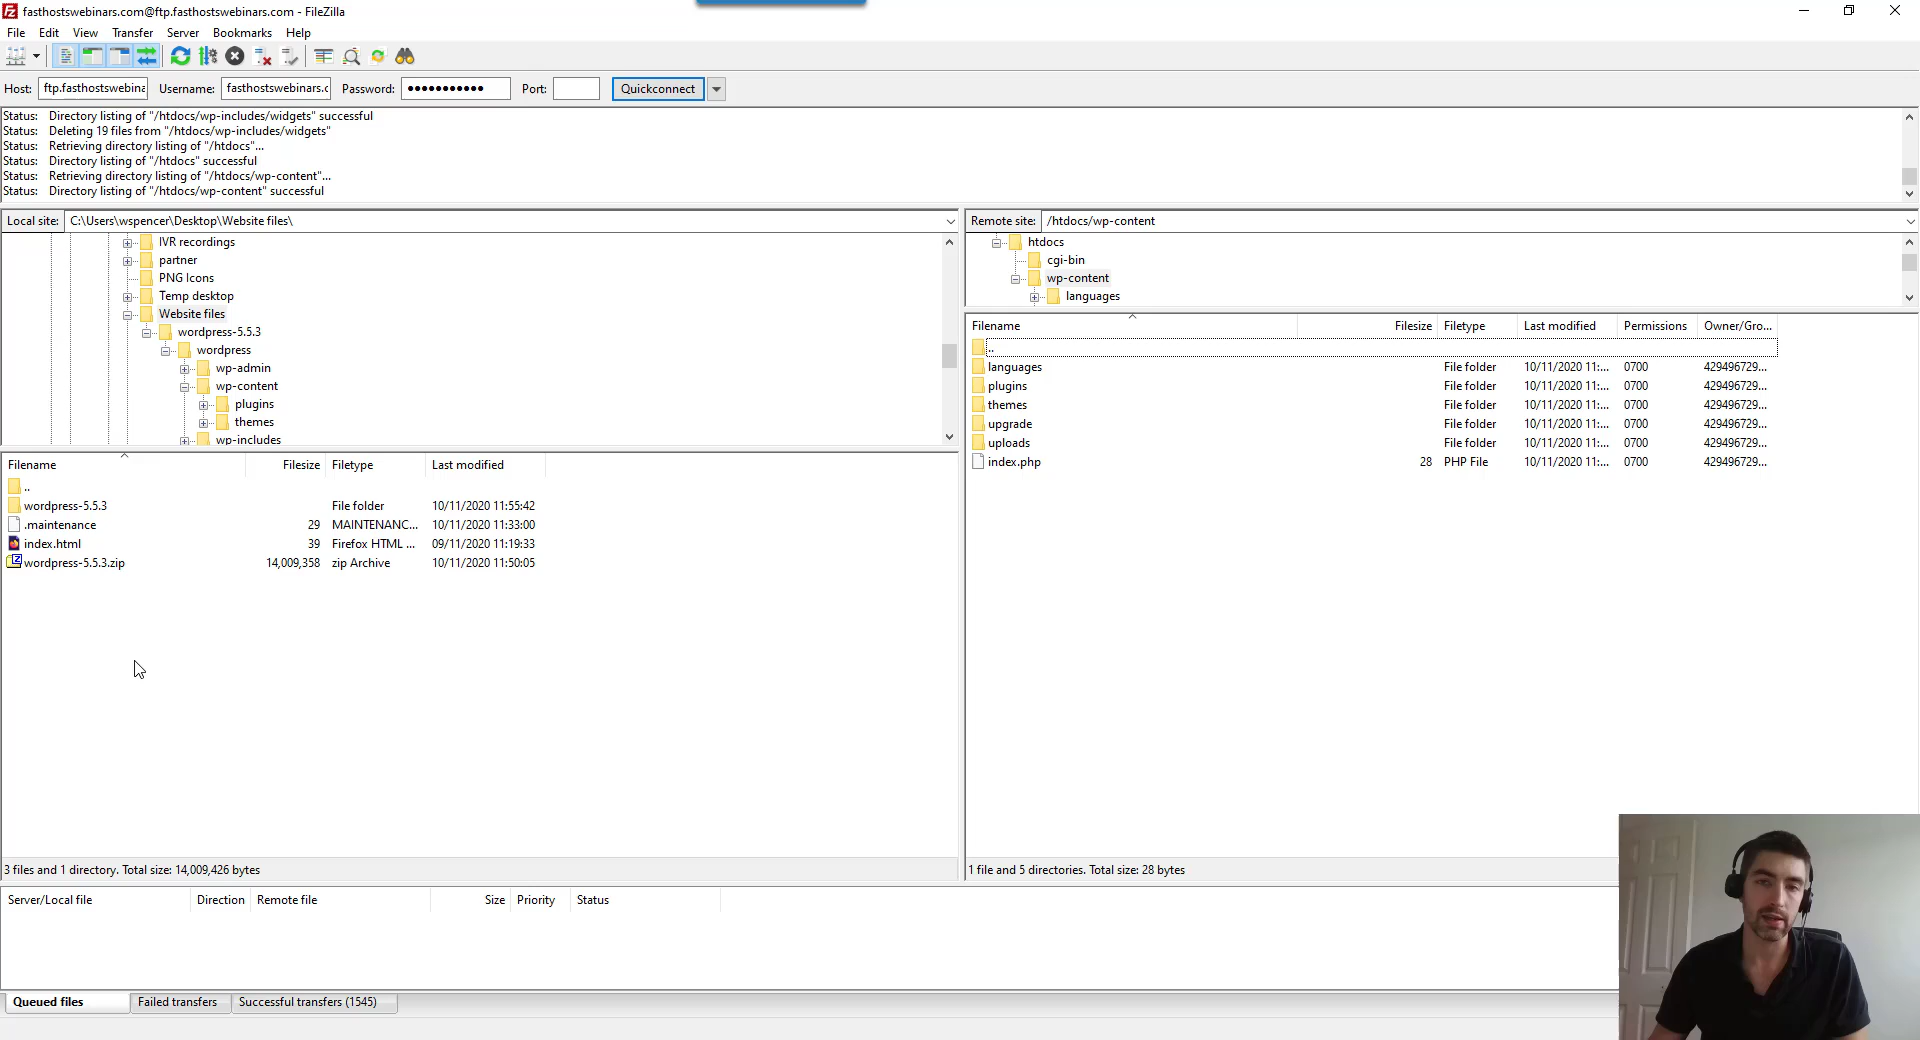 fasthostswebinars.com@ftp.fasthostswebinars.com - FileZilla
File Edit View Transfer Server Bookmarks Help
Host: ftp.fasthostswebina Username: fasthostswebinars.c Password: ●●●●●●●●●●● Port: Quickconnect
Status: Directory listing of "/htdocs/wp-includes/widgets" successful
Status: Deleting 19 files from "/htdocs/wp-includes/widgets"
Status: Retrieving directory listing of "/htdocs"...
Status: Directory listing of "/htdocs" successful
Status: Retrieving directory listing of "/htdocs/wp-content"...
Status: Directory listing of "/htdocs/wp-content" successful
Local site: C:\Users\wspencer\Desktop\Website files\
IVR recordings
partner
PNG Icons
Temp desktop
Website files
wordpress-5.5.3
wordpress
wp-admin
wp-content
plugins
themes
wp-includes
Filename Filesize Filetype Last modified
..
wordpress-5.5.3 File folder 10/11/2020 11:55:42
.maintenance 29 MAINTENANC... 10/11/2020 11:33:00
index.html 39 Firefox HTML ... 09/11/2020 11:19:33
wordpress-5.5.3.zip 14,009,358 zip Archive 10/11/2020 11:50:05
3 files and 1 directory. Total size: 14,009,426 bytes
Remote site: /htdocs/wp-content
htdocs
cgi-bin
wp-content
languages
Filename Filesize Filetype Last modified Permissions Owner/Gro...
..
languages File folder 10/11/2020 11:... 0700 429496729...
plugins File folder 10/11/2020 11:... 0700 429496729...
themes File folder 10/11/2020 11:... 0700 429496729...
upgrade File folder 10/11/2020 11:... 0700 429496729...
uploads File folder 10/11/2020 11:... 0700 429496729...
index.php 28 PHP File 10/11/2020 11:... 0700 429496729...
1 file and 5 directories. Total size: 28 bytes
Server/Local file Direction Remote file Size Priority Status
Queued files Failed transfers Successful transfers (1545)